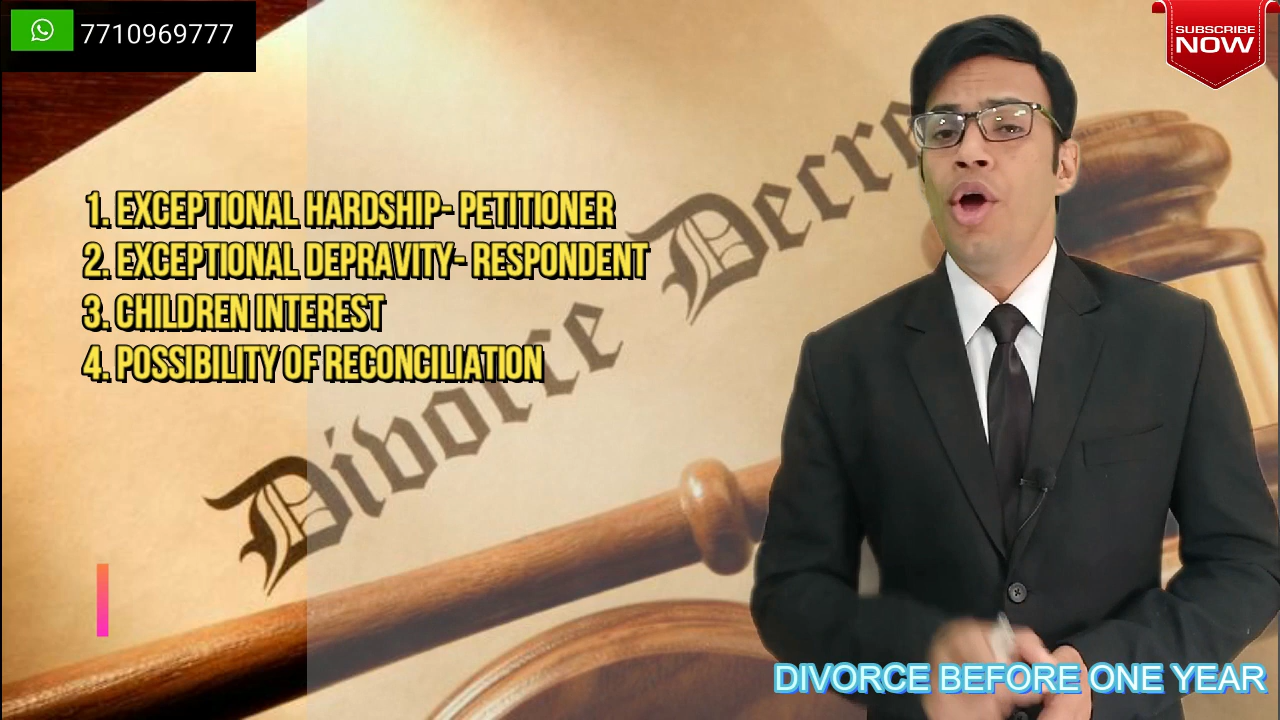 7710969777
SUBSCRIBE
NOW
1. EXCEPTIONAL HARDSHIP- PETITIONER
2. EXCEPTIONAL DEPRAVITY- RESPONDENT
3. CHILDREN INTEREST
4. POSSIBILITY OF RECONCILIATION
Divorce Decre
DIVORCE BEFORE ONE YEAR